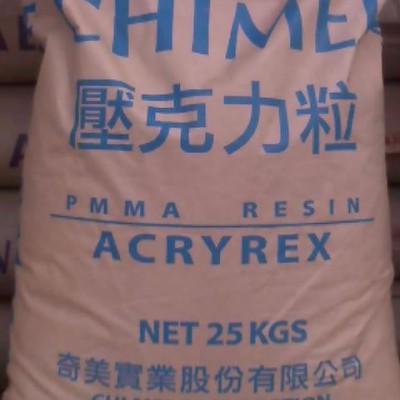 CHIMEI
壓克力粒
PMMA RESIN
ACRYREX
NET 25 KGS
奇美實業股份有限公司